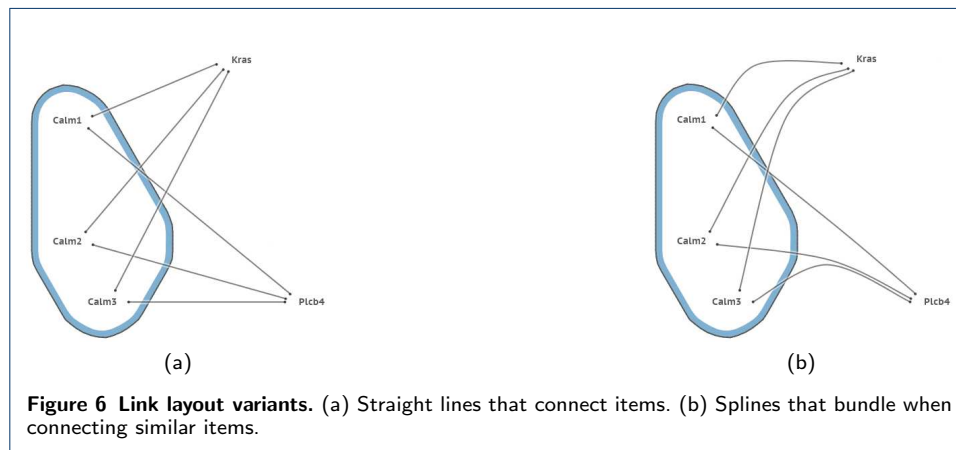 Kras
Calm1
Calm2
Calm3
Plcb4
(a)
Kras
Calm1
Calm2
Calm3
Plcb4
(b)
Figure 6 Link layout variants. (a) Straight lines that connect items. (b) Splines that bundle when
connecting similar items.